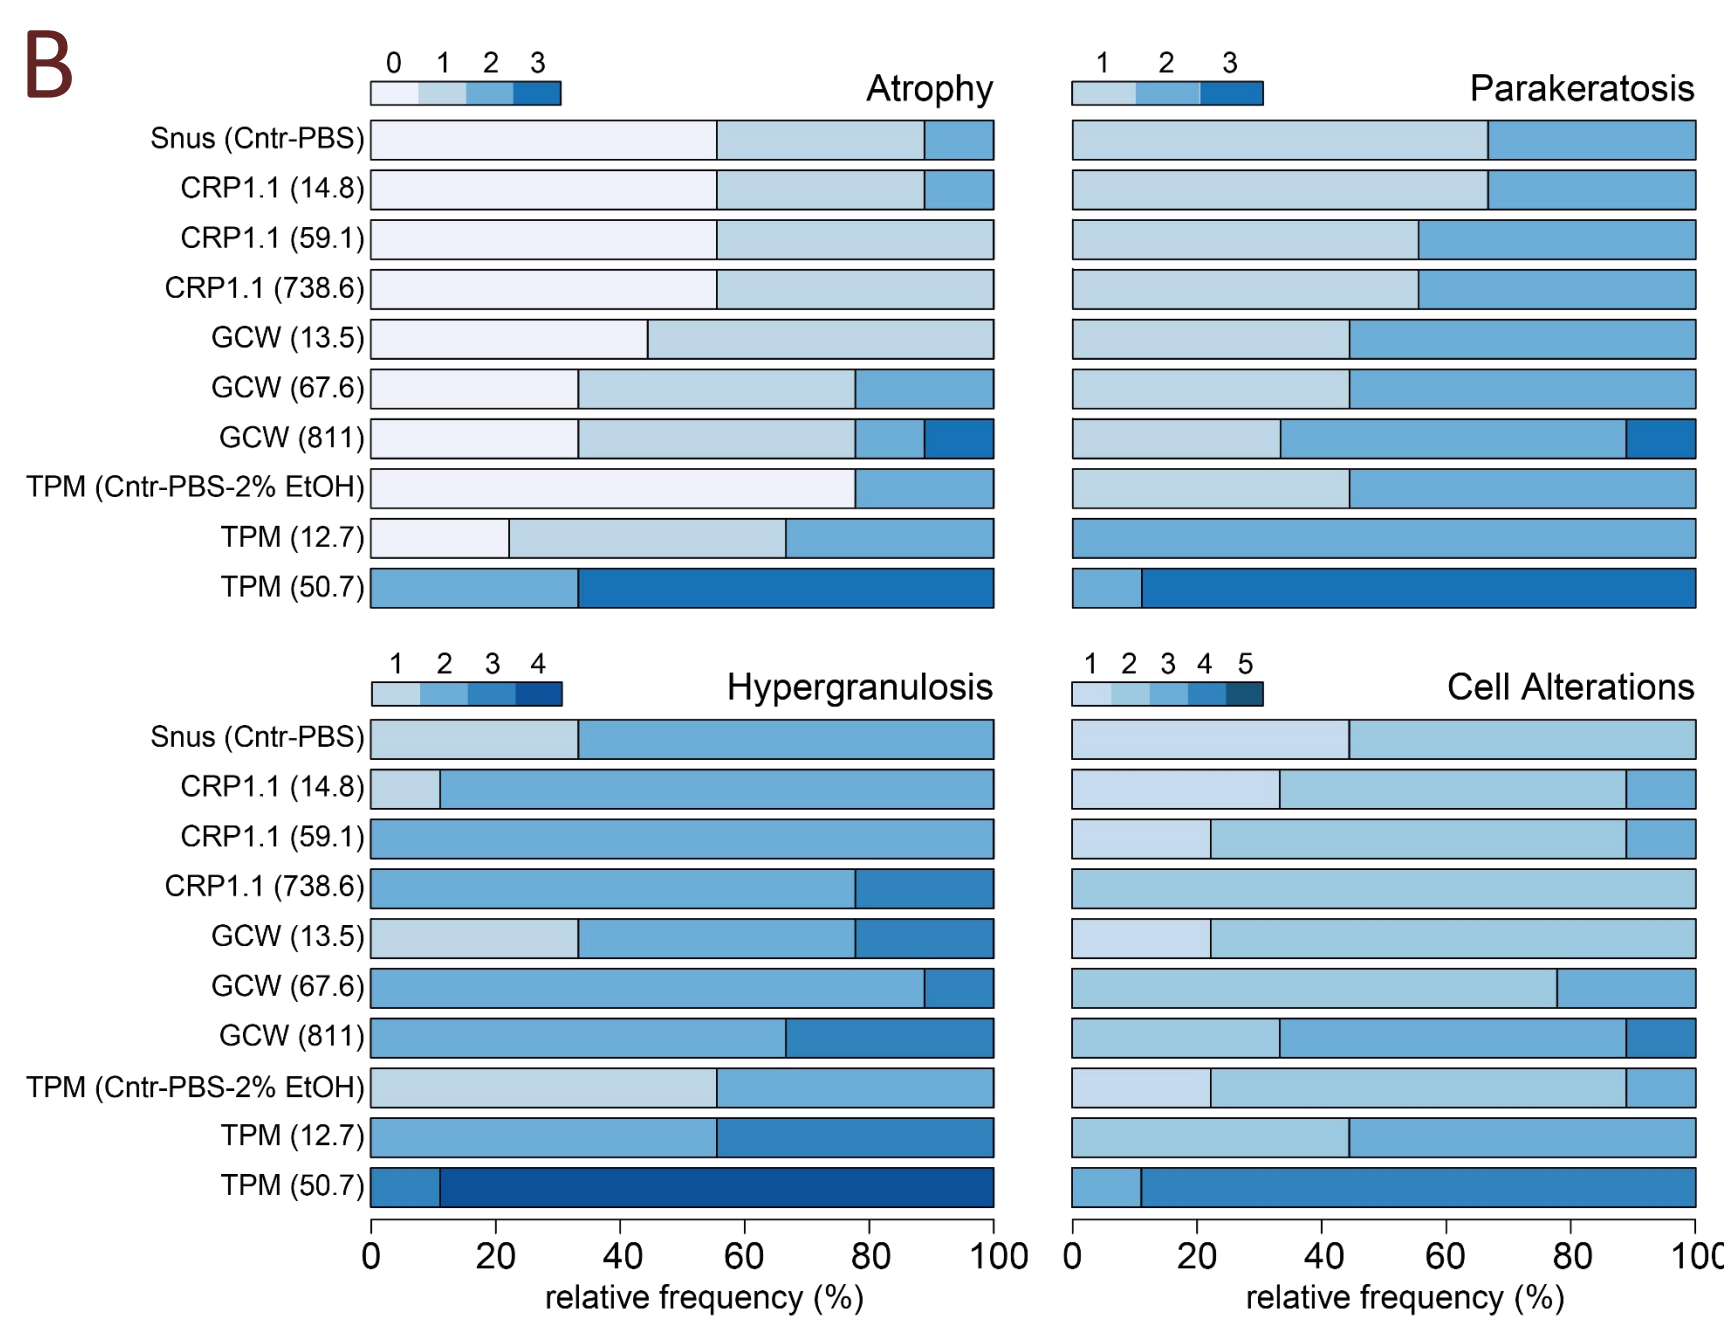 B
0 1 2 3
Atrophy
1 2 3
Parakeratosis
Snus (Cntr-PBS)
CRP1.1 (14.8)
CRP1.1 (59.1)
CRP1.1 (738.6)
GCW (13.5)
GCW (67.6)
GCW (811)
TPM (Cntr-PBS-2% EtOH)
TPM (12.7)
TPM (50.7)
1 2 3 4
Hypergranulosis
1 2 3 4 5
Cell Alterations
Snus (Cntr-PBS)
CRP1.1 (14.8)
CRP1.1 (59.1)
CRP1.1 (738.6)
GCW (13.5)
GCW (67.6)
GCW (811)
TPM (Cntr-PBS-2% EtOH)
TPM (12.7)
TPM (50.7)
0 20 40 60 80 100
0 20 40 60 80 100
relative frequency (%)
relative frequency (%)